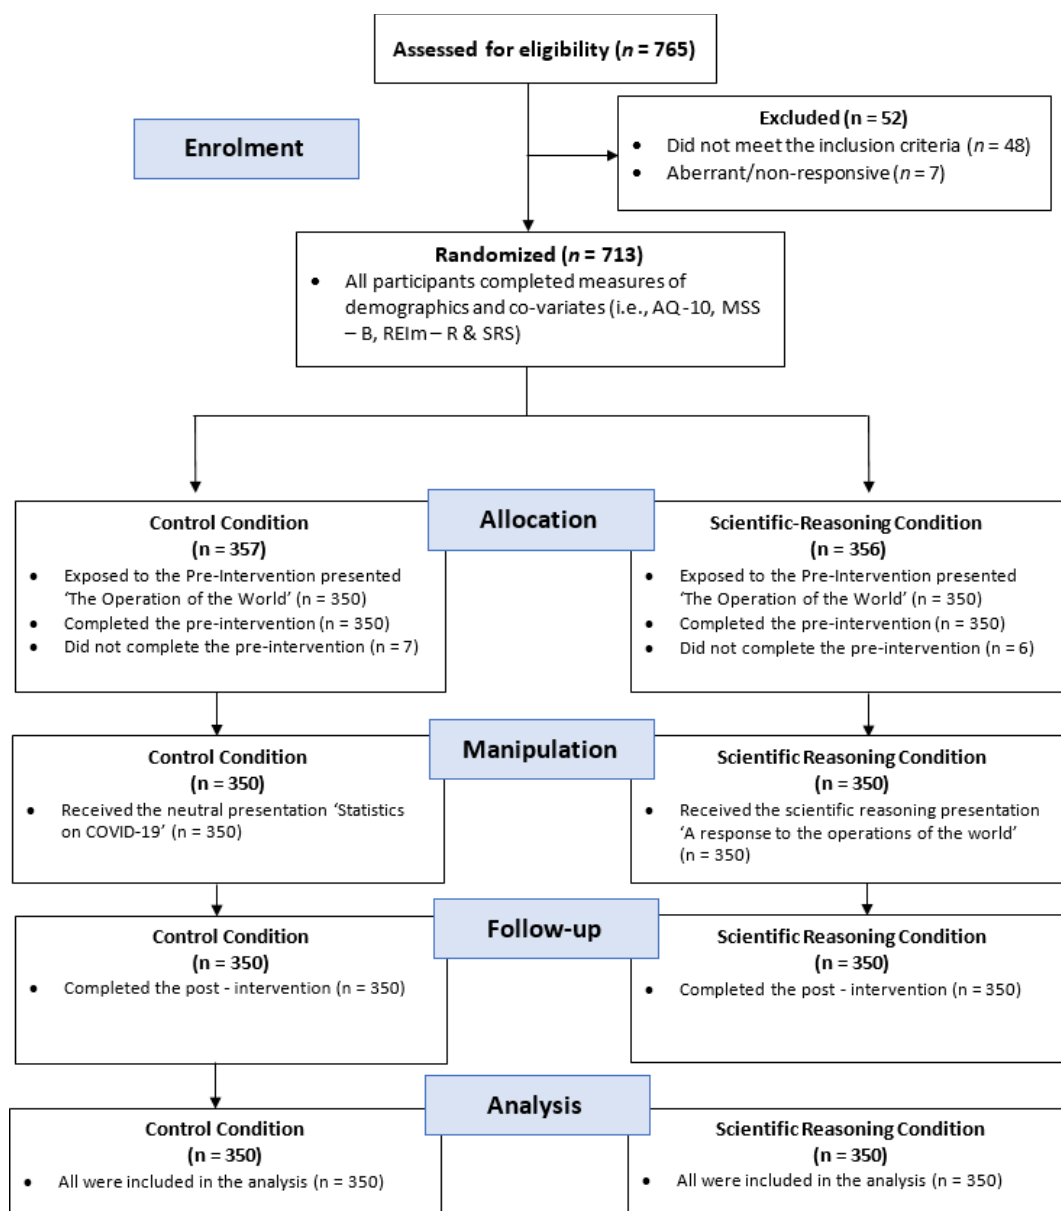 Assessed for eligibility (n = 765)
Enrolment
Excluded (n = 52)
• Did not meet the inclusion criteria (n = 48)
• Aberrant/non-responsive (n = 7)
Randomized (n = 713)
• All participants completed measures of
demographics and co-variates (i.e., AQ-10, MSS
– B, REIm – R & SRS)
Allocation
Control Condition
(n = 357)
• Exposed to the Pre-Intervention presented
‘The Operation of the World’ (n = 350)
• Completed the pre-intervention (n = 350)
• Did not complete the pre-intervention (n = 7)
Scientific-Reasoning Condition
(n = 356)
• Exposed to the Pre-Intervention presented
‘The Operation of the World’ (n = 350)
• Completed the pre-intervention (n = 350)
• Did not complete the pre-intervention (n = 6)
Manipulation
Control Condition
(n = 350)
• Received the neutral presentation ‘Statistics
on COVID-19’ (n = 350)
Scientific Reasoning Condition
(n = 350)
• Received the scientific reasoning presentation
‘A response to the operations of the world’
(n = 350)
Follow-up
Control Condition
(n = 350)
• Completed the post - intervention (n = 350)
Scientific Reasoning Condition
(n = 350)
• Completed the post - intervention (n = 350)
Analysis
Control Condition
(n = 350)
• All were included in the analysis (n = 350)
Scientific Reasoning Condition
(n = 350)
• All were included in the analysis (n = 350)